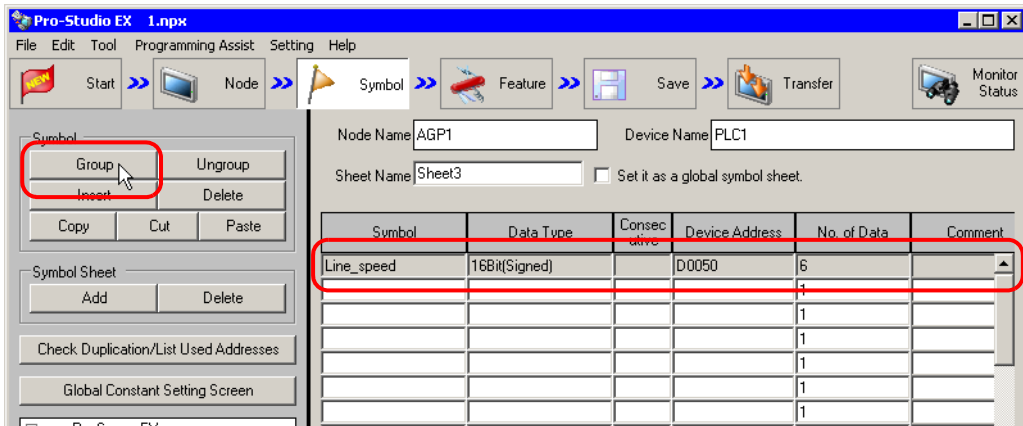 Pro-Studio EX 1.npx
File Edit Tool Programming Assist Setting Help
NEW Start Node Symbol Feature Save Transfer Monitor Status
Symbol
Group Ungroup
Insert Delete
Copy Cut Paste
Symbol Sheet
Add Delete
Check Duplication/List Used Addresses
Global Constant Setting Screen
Node Name AGP1 Device Name PLC1
Sheet Name Sheet3 Set it as a global symbol sheet.
Symbol Data Type Consecutive Device Address No. of Data Comment
Line_speed 16Bit(Signed) D0050 6
1
1
1
1
1
1